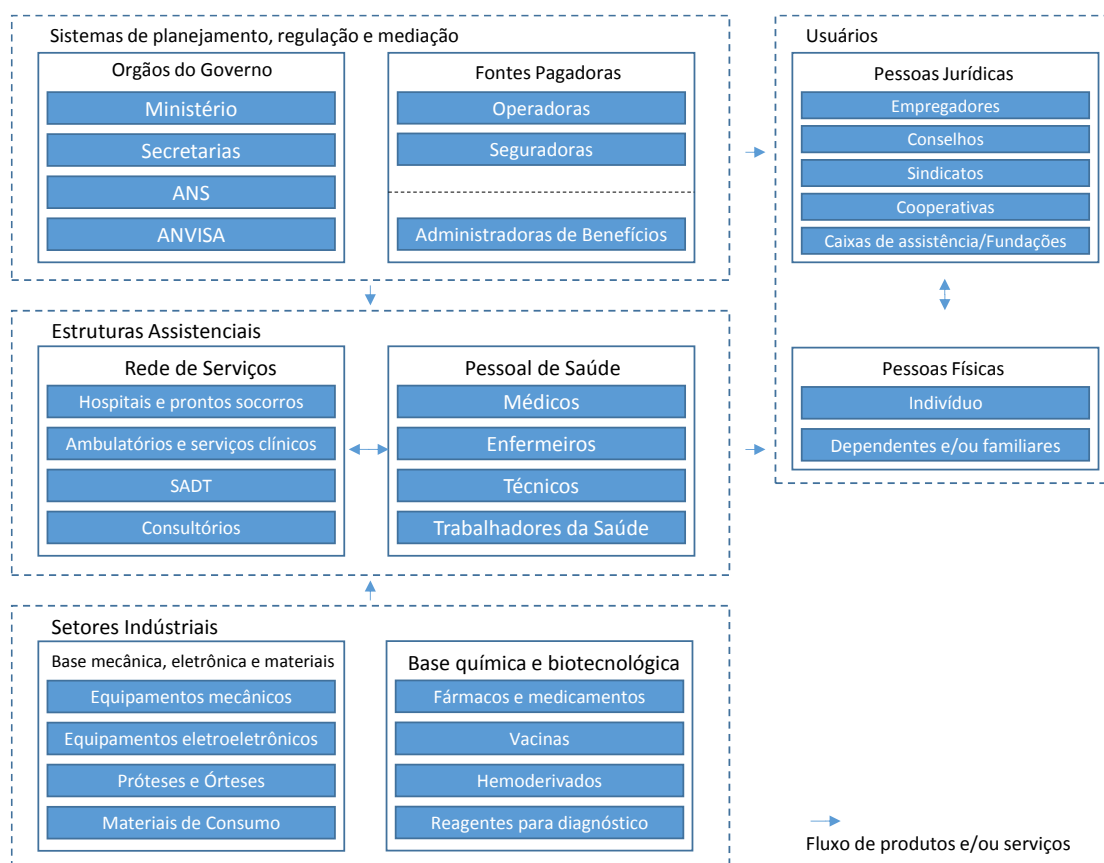 Sistemas de planejamento, regulação e mediação
Orgãos do Governo
Ministério
Secretarias
ANS
ANVISA
Fontes Pagadoras
Operadoras
Seguradoras
Administradoras de Benefícios
Usuários
Pessoas Jurídicas
Empregadores
Conselhos
Sindicatos
Cooperativas
Caixas de assistência/Fundações
Pessoas Físicas
Indivíduo
Dependentes e/ou familiares
Estruturas Assistenciais
Rede de Serviços
Hospitais e prontos socorros
Ambulatórios e serviços clínicos
SADT
Consultórios
Pessoal de Saúde
Médicos
Enfermeiros
Técnicos
Trabalhadores da Saúde
Setores Indústriais
Base mecânica, eletrônica e materiais
Equipamentos mecânicos
Equipamentos eletroeletrônicos
Próteses e Órteses
Materiais de Consumo
Base química e biotecnológica
Fármacos e medicamentos
Vacinas
Hemoderivados
Reagentes para diagnóstico
Fluxo de produtos e/ou serviços